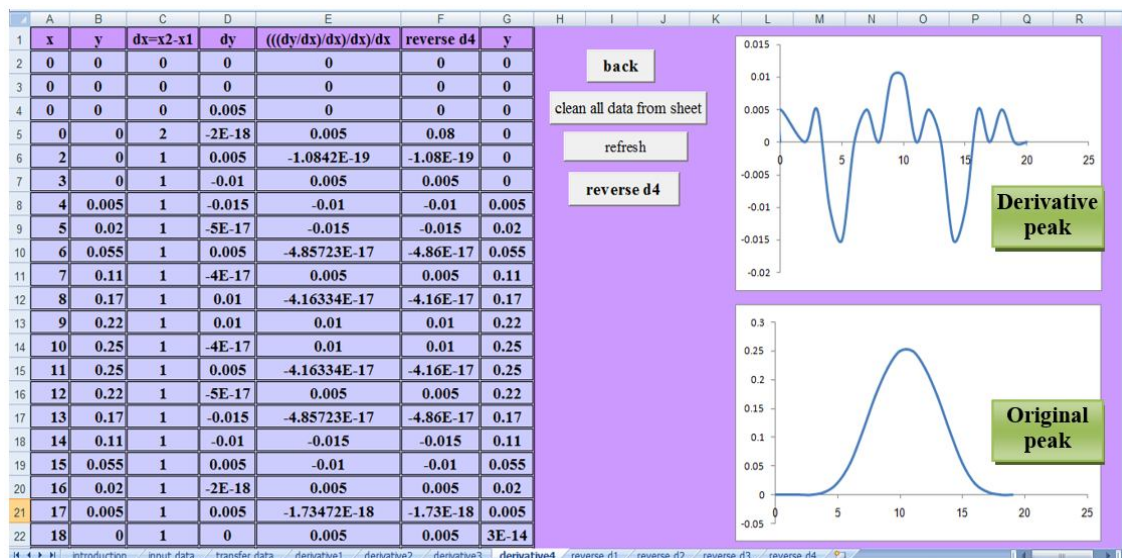 A B C D E F G H I J K L M N O P Q R
1 x y dx=x2-x1 dy (((dy/dx)/dx)/dx)/dx reverse d4 y
2 0 0 0 0 0 0 0
3 0 0 0 0 0 0 0
4 0 0 0 0.005 0 0 0
5 0 0 2 -2E-18 0.005 0.08 0
6 2 0 1 0.005 -1.0842E-19 -1.08E-19 0
7 3 0 1 -0.01 0.005 0.005 0
8 4 0.005 1 -0.015 -0.01 -0.01 0.005
9 5 0.02 1 -5E-17 -0.015 -0.015 0.02
10 6 0.055 1 0.005 -4.85723E-17 -4.86E-17 0.055
11 7 0.11 1 -4E-17 0.005 0.005 0.11
12 8 0.17 1 0.01 -4.16334E-17 -4.16E-17 0.17
13 9 0.22 1 0.01 0.01 0.01 0.22
14 10 0.25 1 -4E-17 0.01 0.01 0.25
15 11 0.25 1 0.005 -4.16334E-17 -4.16E-17 0.25
16 12 0.22 1 -5E-17 0.005 0.005 0.22
17 13 0.17 1 -0.015 -4.85723E-17 -4.86E-17 0.17
18 14 0.11 1 -0.01 -0.015 -0.015 0.11
19 15 0.055 1 0.005 -0.01 -0.01 0.055
20 16 0.02 1 -2E-18 0.005 0.005 0.02
21 17 0.005 1 0.005 -1.73472E-18 -1.73E-18 0.005
22 18 0 1 0 0.005 0.005 3E-14
back
clean all data from sheet
refresh
reverse d4
0.015
0.01
0.005
0
-0.005
-0.01
-0.015
-0.02
0 5 10 15 20 25
Derivative
peak
0.3
0.25
0.2
0.15
0.1
0.05
0
-0.05
0 5 10 15 20 25
Original
peak
introduction input data transfer data derivative1 derivative2 derivative3 derivative4 reverse d1 reverse d2 reverse d3 reverse d4